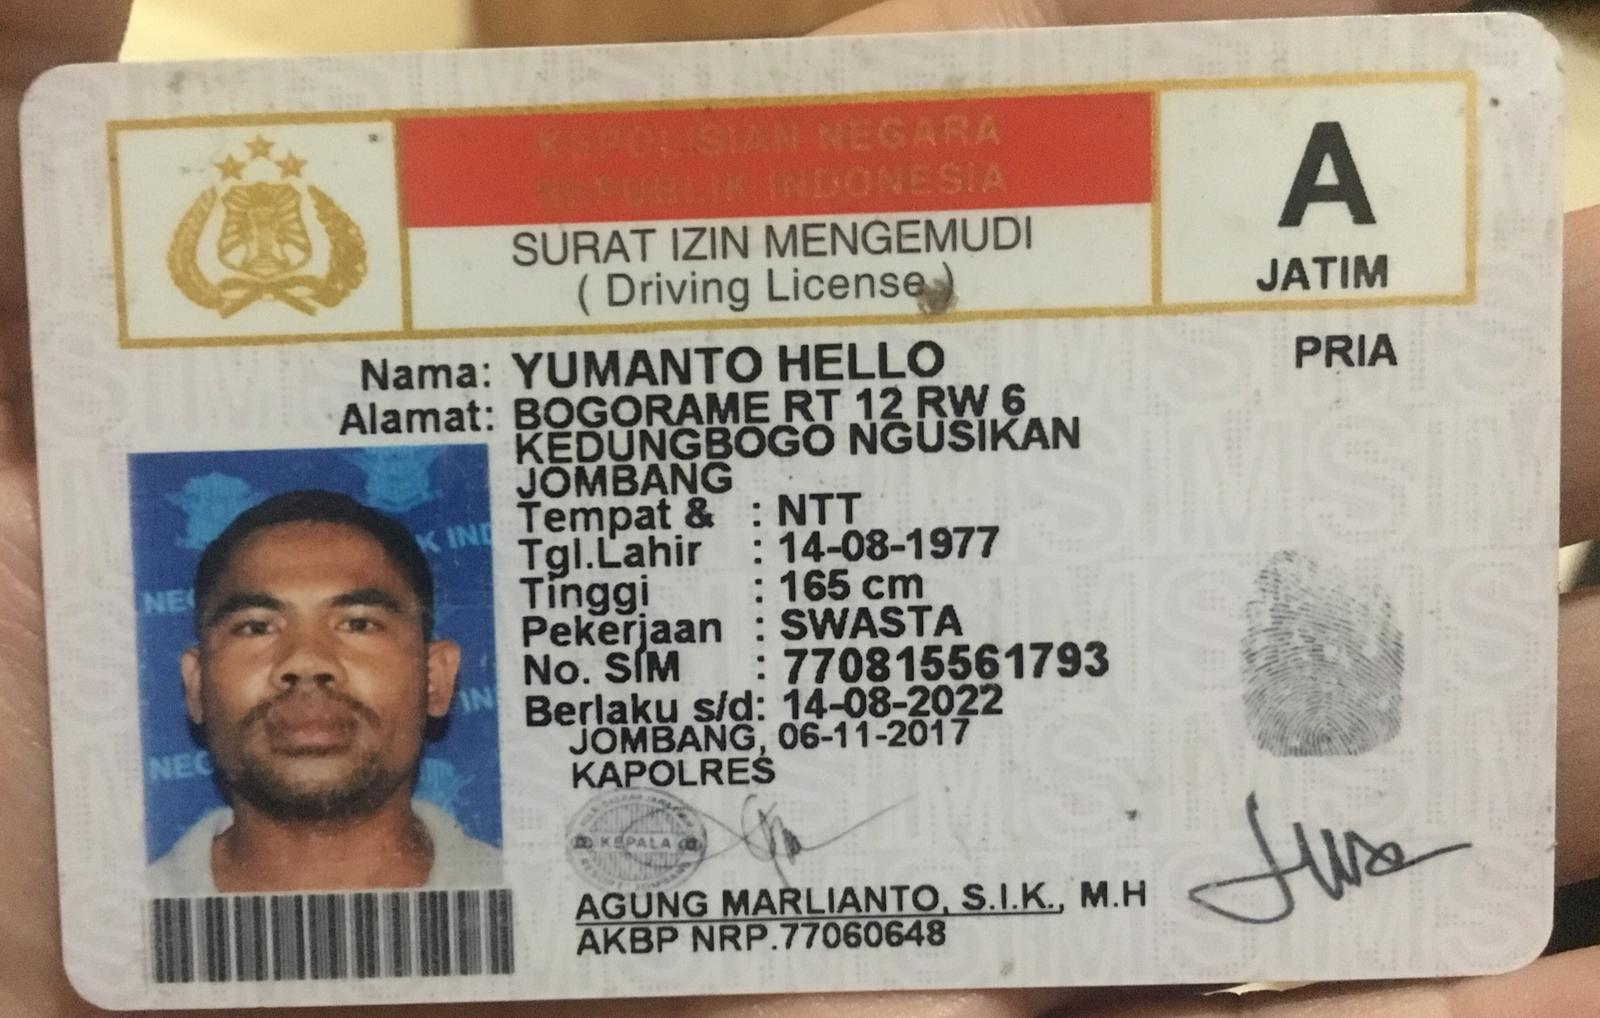 KEPOLISIAN NEGARA
REPUBLIK INDONESIA
SURAT IZIN MENGEMUDI
( Driving License )
A
JATIM
PRIA
Nama: YUMANTO HELLO
Alamat: BOGORAME RT 12 RW 6
KEDUNGBOGO NGUSIKAN
JOMBANG
Tempat & : NTT
Tgl.Lahir : 14-08-1977
Tinggi : 165 cm
Pekerjaan : SWASTA
No. SIM : 770815561793
Berlaku s/d: 14-08-2022
JOMBANG, 06-11-2017
KAPOLRES
KEPALA
AGUNG MARLIANTO, S.I.K., M.H
AKBP NRP.77060648